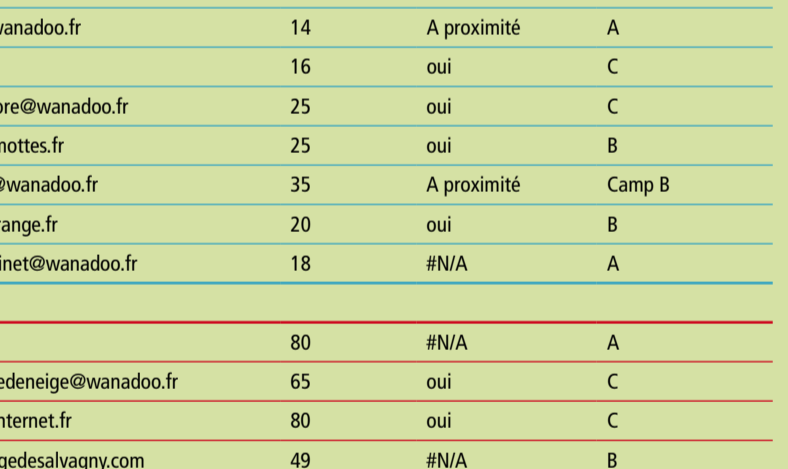 wanadoo.fr 14 A proximité A
16 oui C
ore@wanadoo.fr 25 oui C
nottes.fr 25 oui B
@wanadoo.fr 35 A proximité Camp B
range.fr 20 oui B
inet@wanadoo.fr 18 #N/A A
80 #N/A A
edeneige@wanadoo.fr 65 oui C
nternet.fr 80 oui C
gedesalvagny.com 49 #N/A B